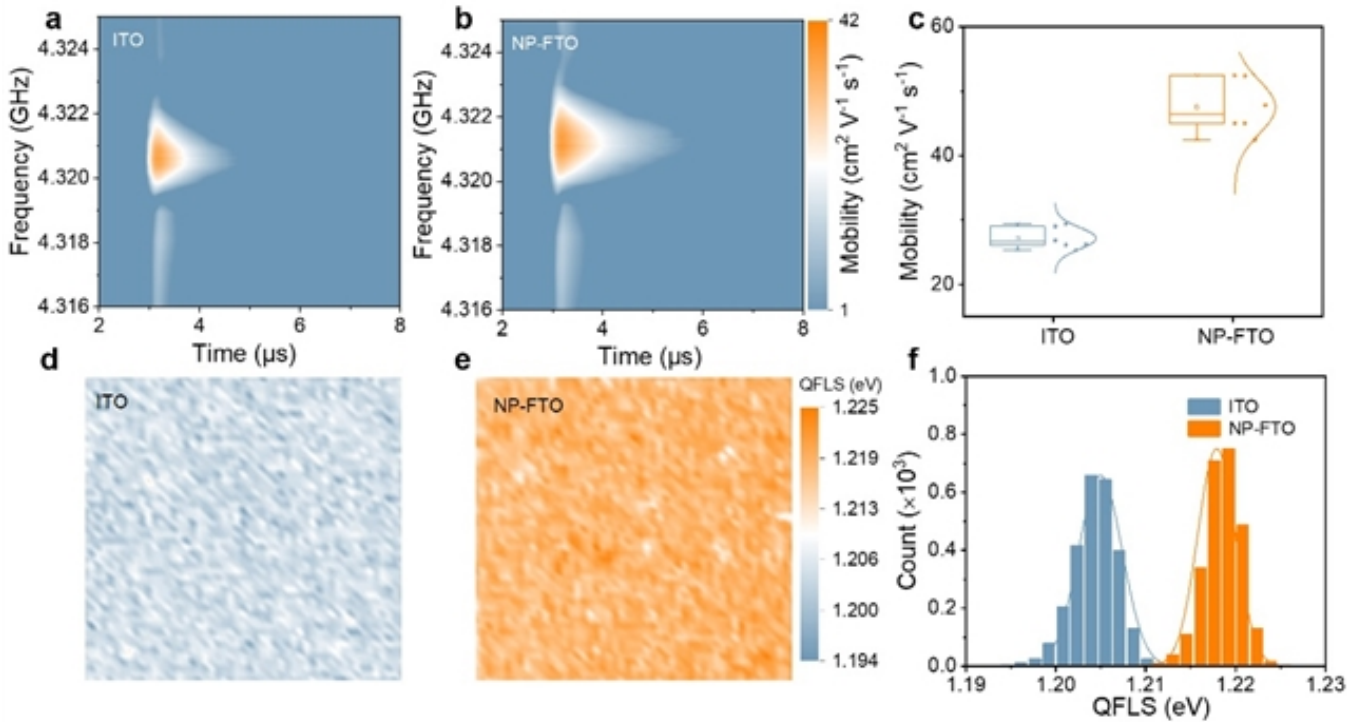 a
ITO
4.324
4.322
4.320
4.318
4.316
Frequency (GHz)
2
4
6
8
Time (µs)
b
NP-FTO
4.324
4.322
4.320
4.318
4.316
Frequency (GHz)
2
4
6
8
Time (µs)
42
1
Mobility (cm² V⁻¹ s⁻¹)
c
60
40
20
Mobility (cm² V⁻¹ s⁻¹)
ITO
NP-FTO
d
ITO
e
NP-FTO
QFLS (eV)
1.225
1.219
1.213
1.206
1.200
1.194
f
ITO
NP-FTO
1.0
0.8
0.6
0.4
0.2
0.0
Count (×10³)
1.19
1.20
1.21
1.22
1.23
QFLS (eV)